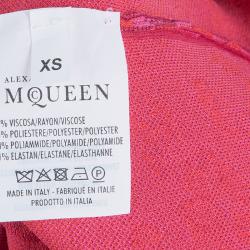 XS
ALEX
McQUEEN
% VISCOSA/RAYON/VISCOSE
% POLIESTERE/POLYESTER/POLYESTER
% POLIAMMIDE/POLYAMIDE/POLYAMIDE
% ELASTAN/ELASTANE/ELASTHANNE
MADE IN ITALY - FABRIQUÉ EN ITALIE
PRODOTTO IN ITALIA